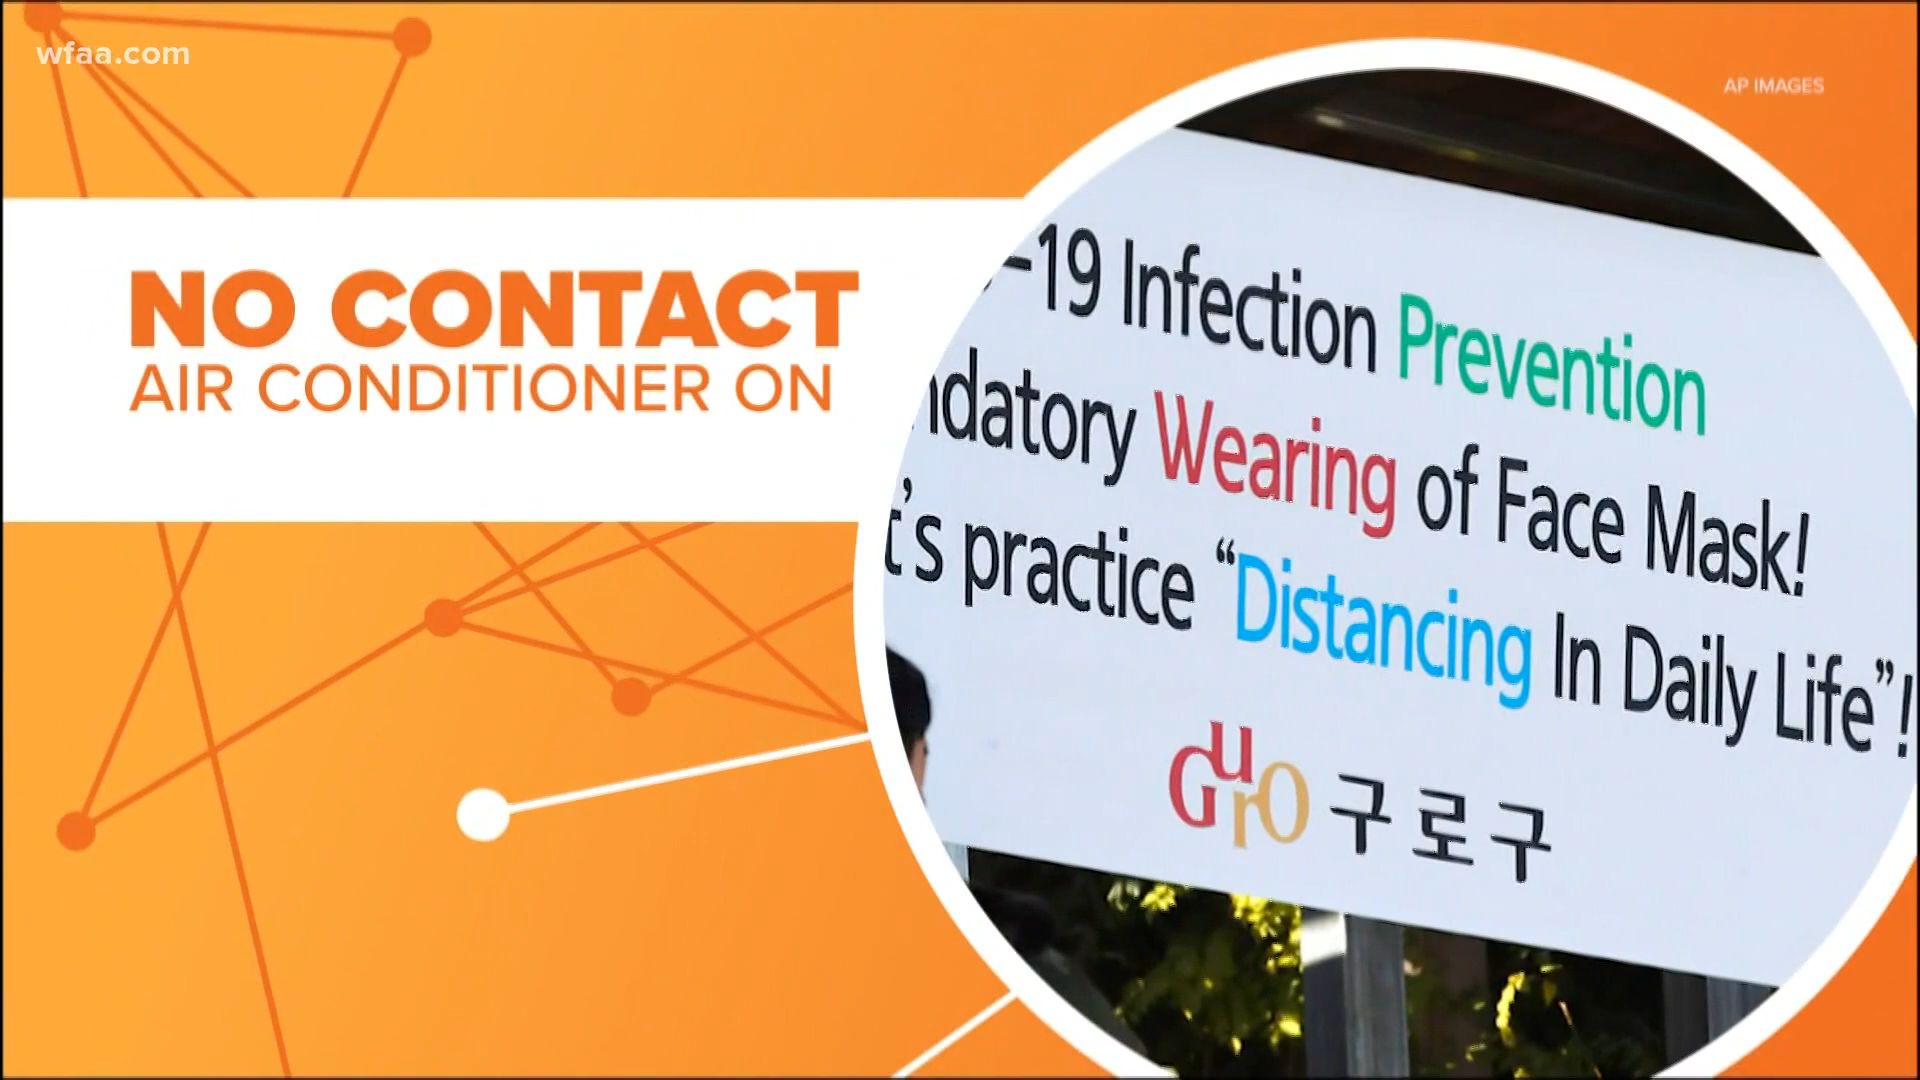 wfaa.com
AP IMAGES
NO CONTACT
AIR CONDITIONER ON
-19 Infection Prevention
ndatory Wearing of Face Mask!
t's practice “Distancing In Daily Life”!
GurO 구로구